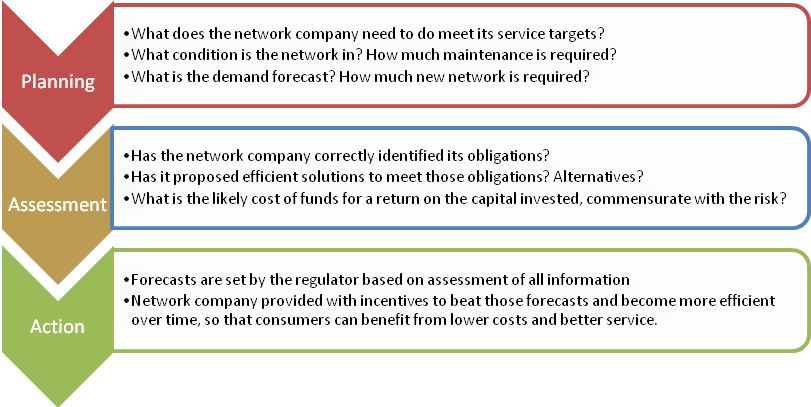 Planning
•What does the network company need to do meet its service targets?
•What condition is the network in? How much maintenance is required?
•What is the demand forecast? How much new network is required?
Assessment
•Has the network company correctly identified its obligations?
•Has it proposed efficient solutions to meet those obligations? Alternatives?
•What is the likely cost of funds for a return on the capital invested, commensurate with the risk?
Action
•Forecasts are set by the regulator based on assessment of all information
•Network company provided with incentives to beat those forecasts and become more efficient
over time, so that consumers can benefit from lower costs and better service.